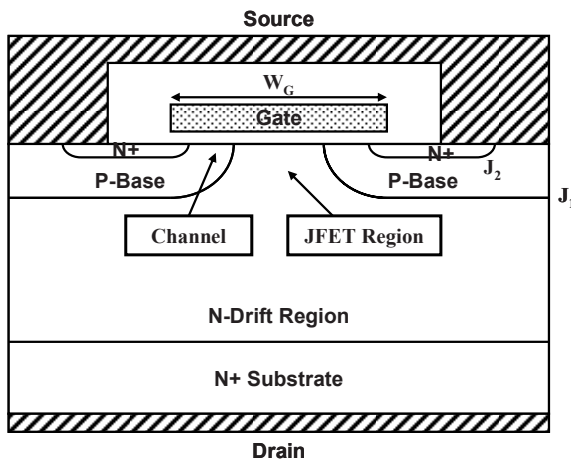 Source
W_G
Gate
N+
N+
J_2
P-Base
P-Base
J_1
Channel
JFET Region
N-Drift Region
N+ Substrate
Drain